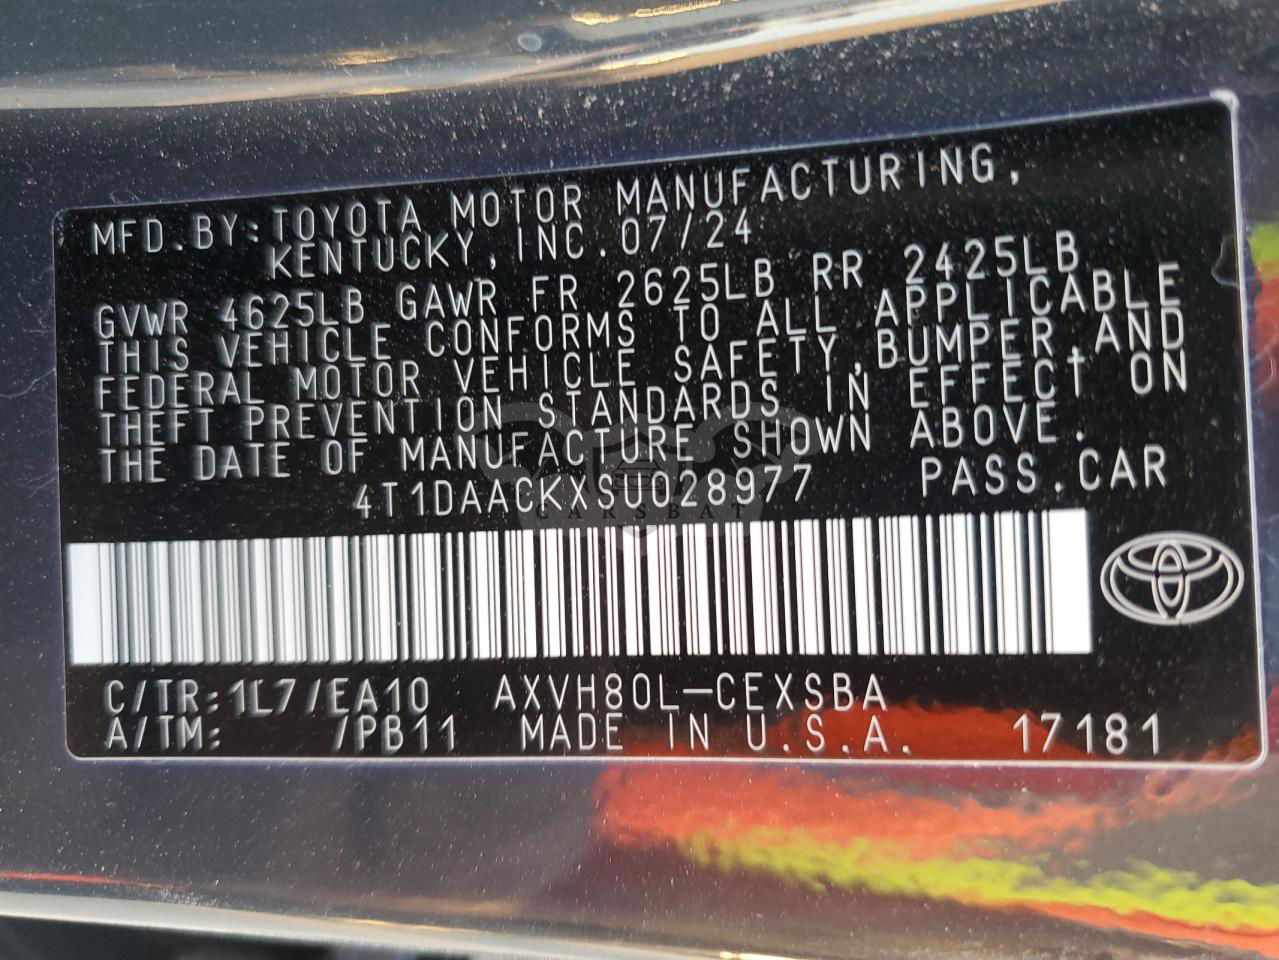 MFD.BY:TOYOTA MOTOR MANUFACTURING,
KENTUCKY,INC.07/24
GVWR 4625LB GAWR FR 2625LB RR 2425LB
THIS VEHICLE CONFORMS TO ALL APPLICABLE
FEDERAL MOTOR VEHICLE SAFETY,BUMPER,AND
THEFT PREVENTION STANDARDS IN EFFECT ON
THE DATE OF MANUFACTURE SHOWN ABOVE.
4T1DAACKXSU028977 PASS.CAR
CARSBAT
C/TR:1L7/EA10 AXVH80L-CEXSBA
A/TM: /PB11 MADE IN U.S.A. 17181